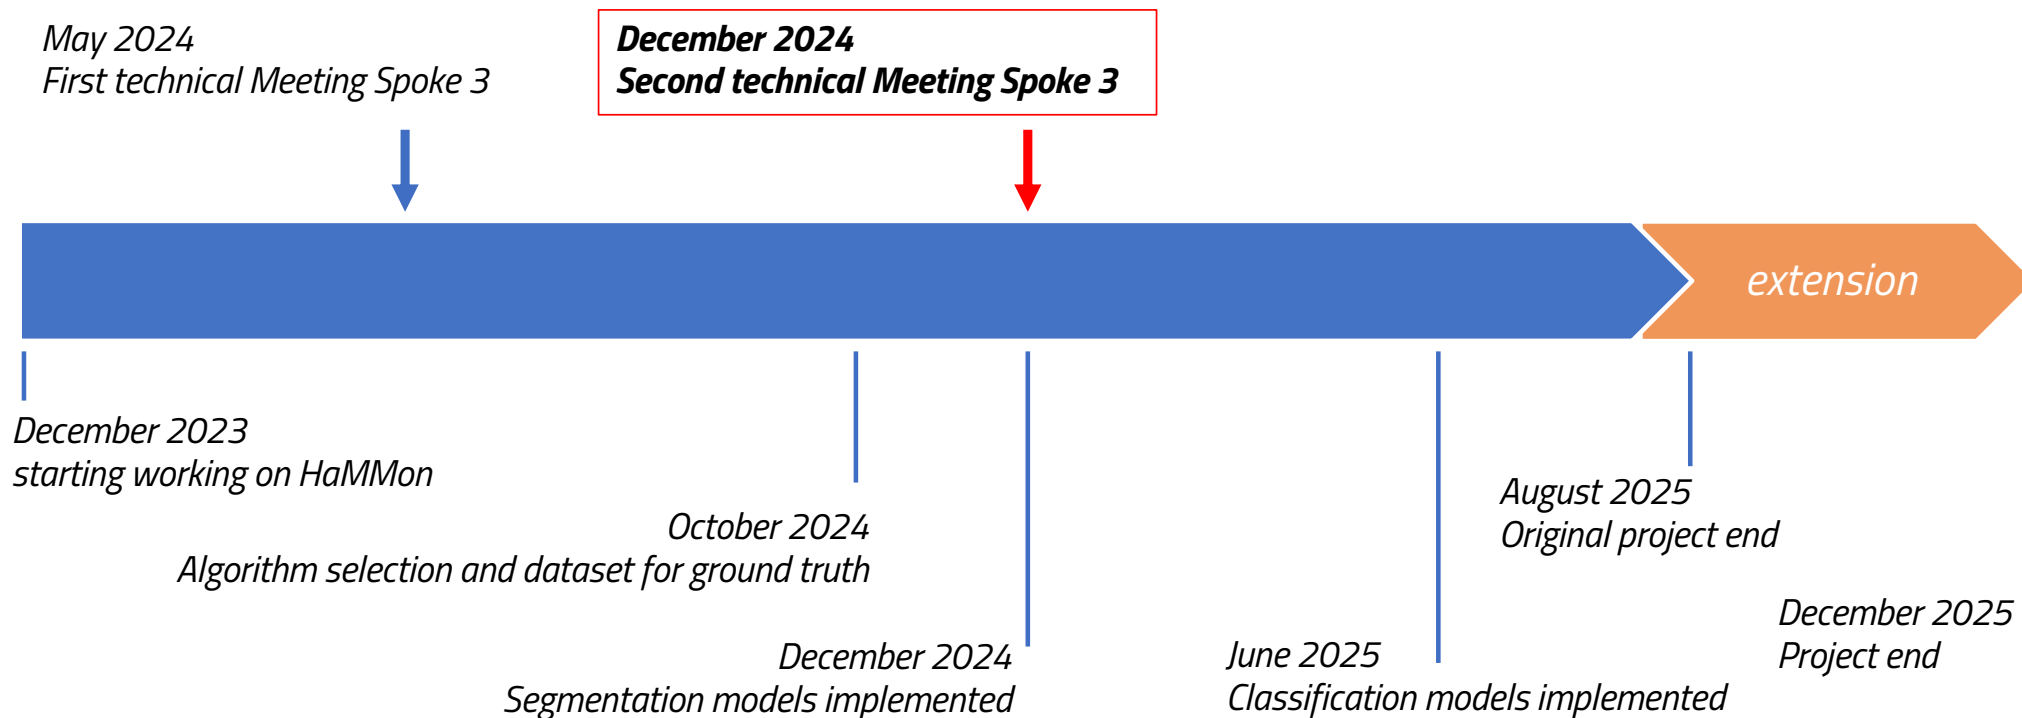 May 2024
First technical Meeting Spoke 3
December 2024
Second technical Meeting Spoke 3
extension
December 2023
starting working on HaMMon
October 2024
Algorithm selection and dataset for ground truth
December 2024
Segmentation models implemented
June 2025
Classification models implemented
August 2025
Original project end
December 2025
Project end